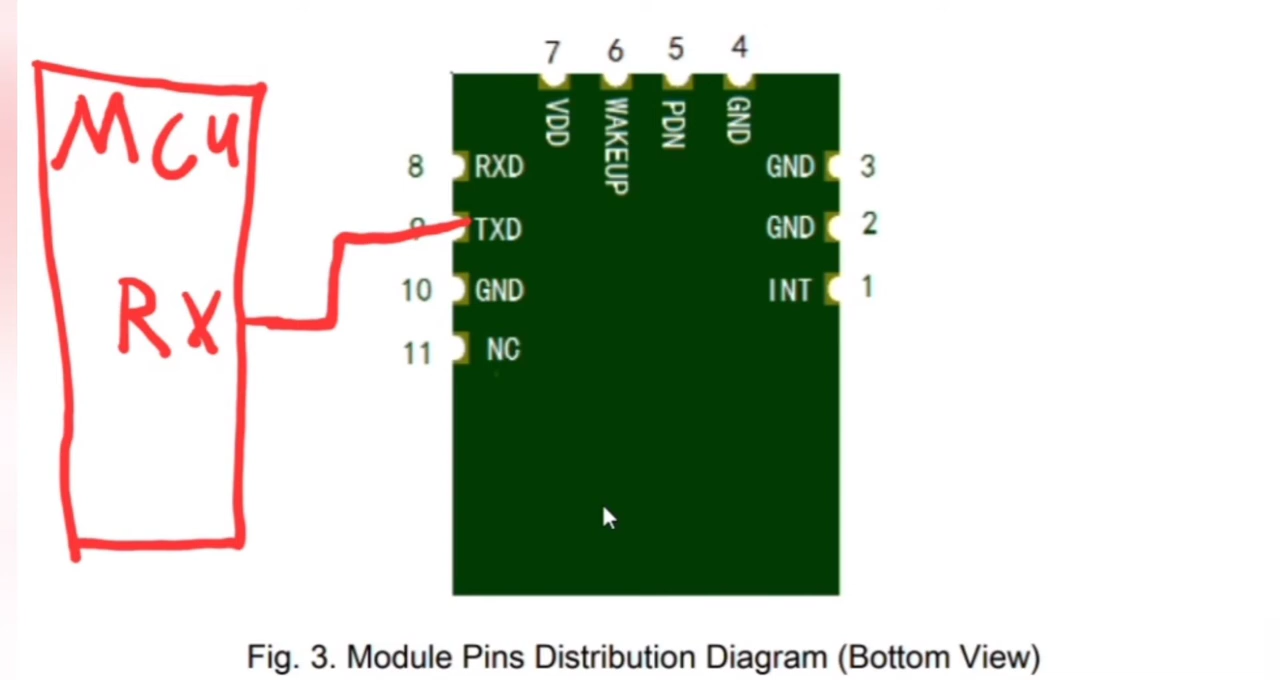 7 6 5 4
MCU
VDD WAKEUP PDN GND
8 RXD GND 3
9 TXD GND 2
10 GND INT 1
RX
11 NC
Fig. 3. Module Pins Distribution Diagram (Bottom View)